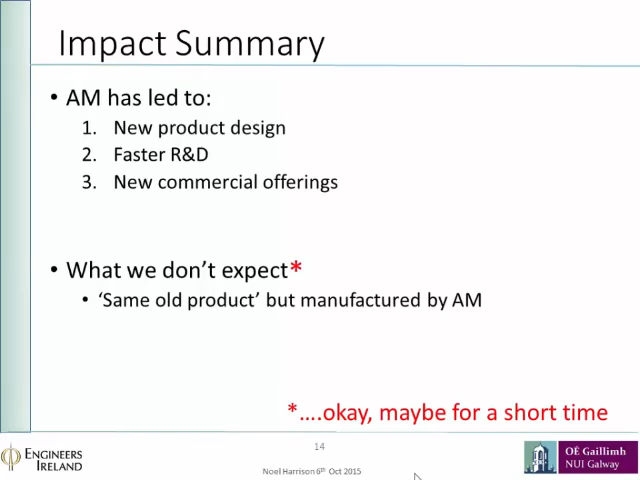 Impact Summary
• AM has led to:
1. New product design
2. Faster R&D
3. New commercial offerings
• What we don’t expect*
• ‘Same old product’ but manufactured by AM
*….okay, maybe for a short time
14
Noel Harrison 6th Oct 2015
ENGINEERS
IRELAND
OÉ Gaillimh
NUI Galway